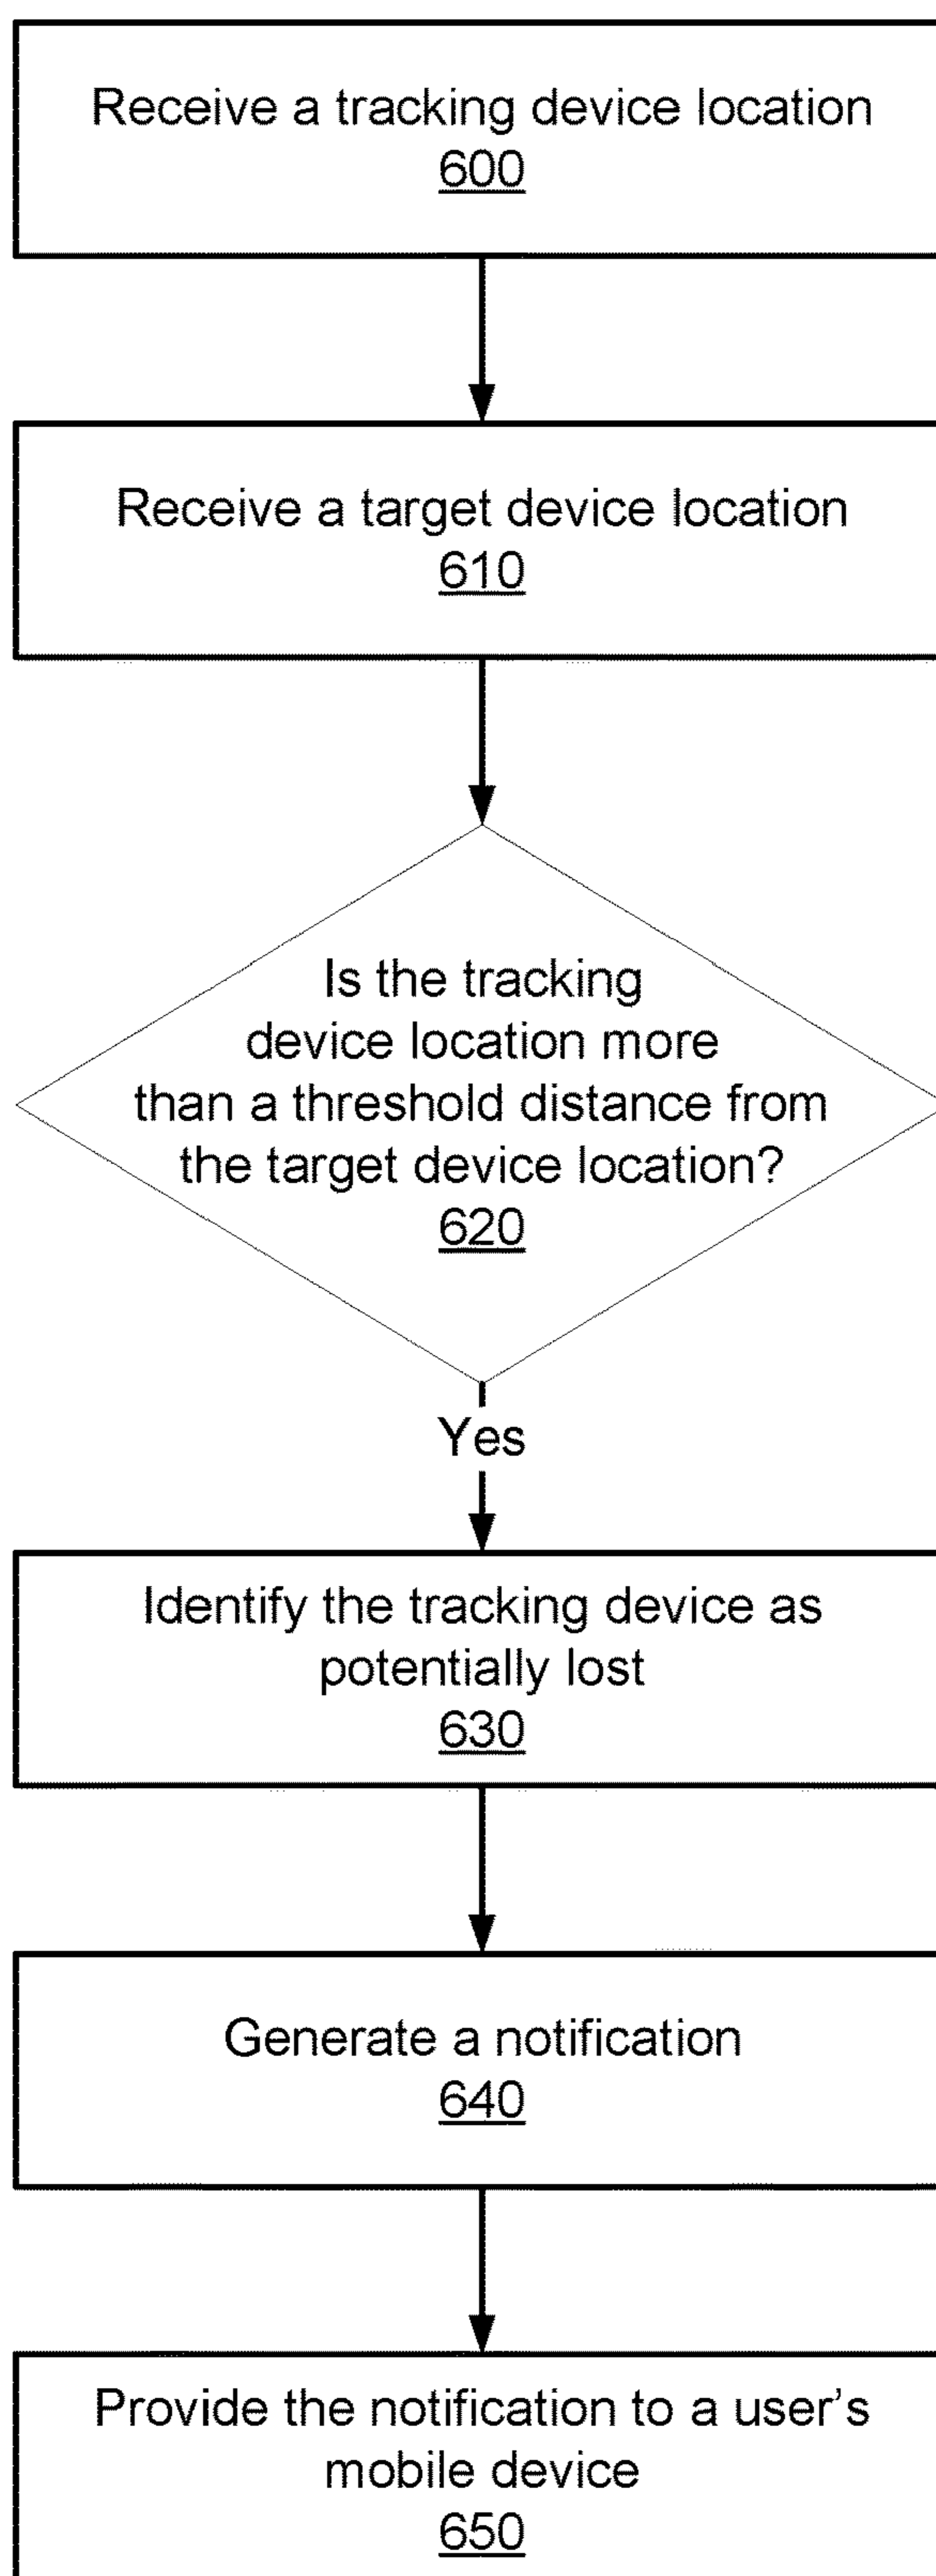 Receive a tracking device location
600
Receive a target device location
610
Is the tracking
device location more
than a threshold distance from
the target device location?
620
Yes
Identify the tracking device as
potentially lost
630
Generate a notification
640
Provide the notification to a user's
mobile device
650